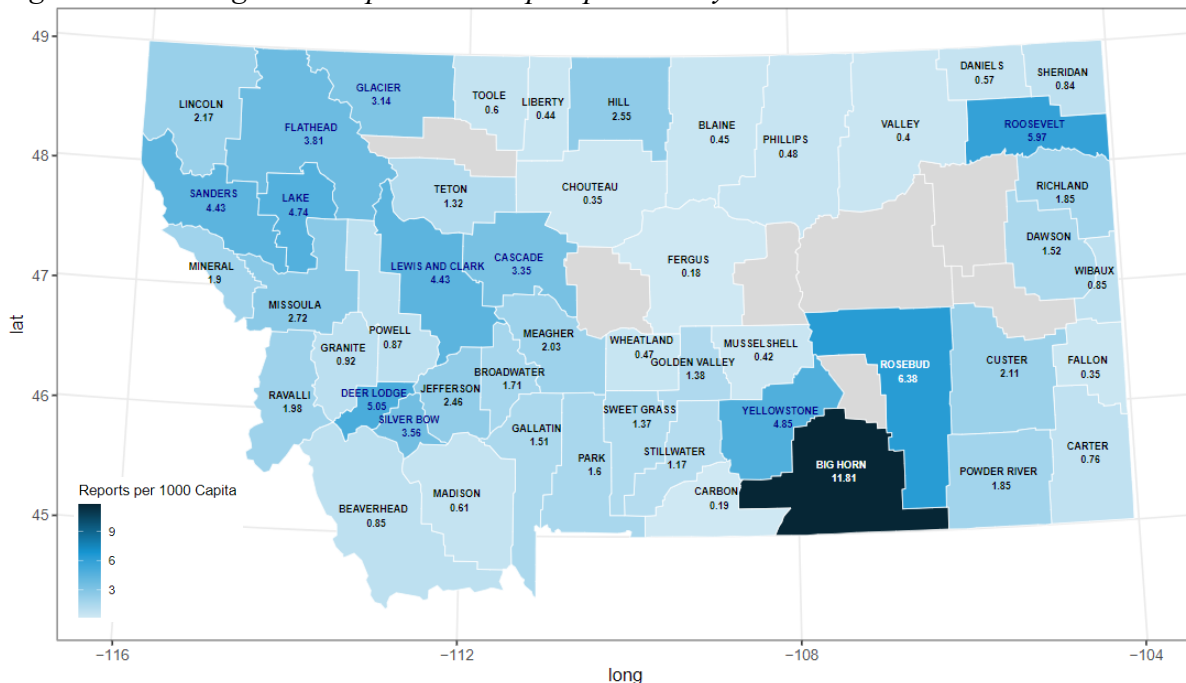 49
48
47
46
45
lat
LINCOLN
2.17
FLATHEAD
3.81
GLACIER
3.14
TOOLE
0.6
LIBERTY
0.44
HILL
2.55
BLAINE
0.45
PHILLIPS
0.48
VALLEY
0.4
DANIELS
0.57
SHERIDAN
0.84
ROOSEVELT
5.97
SANDERS
4.43
LAKE
4.74
TETON
1.32
CHOUTEAU
0.35
RICHLAND
1.85
MINERAL
1.9
MISSOULA
2.72
LEWIS AND CLARK
4.43
CASCADE
3.35
FERGUS
0.18
DAWSON
1.52
WIBAUX
0.85
POWELL
0.87
GRANITE
0.92
MEAGHER
2.03
WHEATLAND
0.47
GOLDEN VALLEY
1.38
MUSSELSHELL
0.42
ROSEBUD
6.38
CUSTER
2.11
FALLON
0.35
RAVALLI
1.98
DEER LODGE
5.05
SILVER BOW
3.56
JEFFERSON
2.46
BROADWATER
1.71
GALLATIN
1.51
PARK
1.6
SWEET GRASS
1.37
STILLWATER
1.17
YELLOWSTONE
4.85
BIG HORN
11.81
CARBON
0.19
POWDER RIVER
1.85
CARTER
0.76
BEAVERHEAD
0.85
MADISON
0.61
Reports per 1000 Capita
9
6
3
−116
−112
−108
−104
long